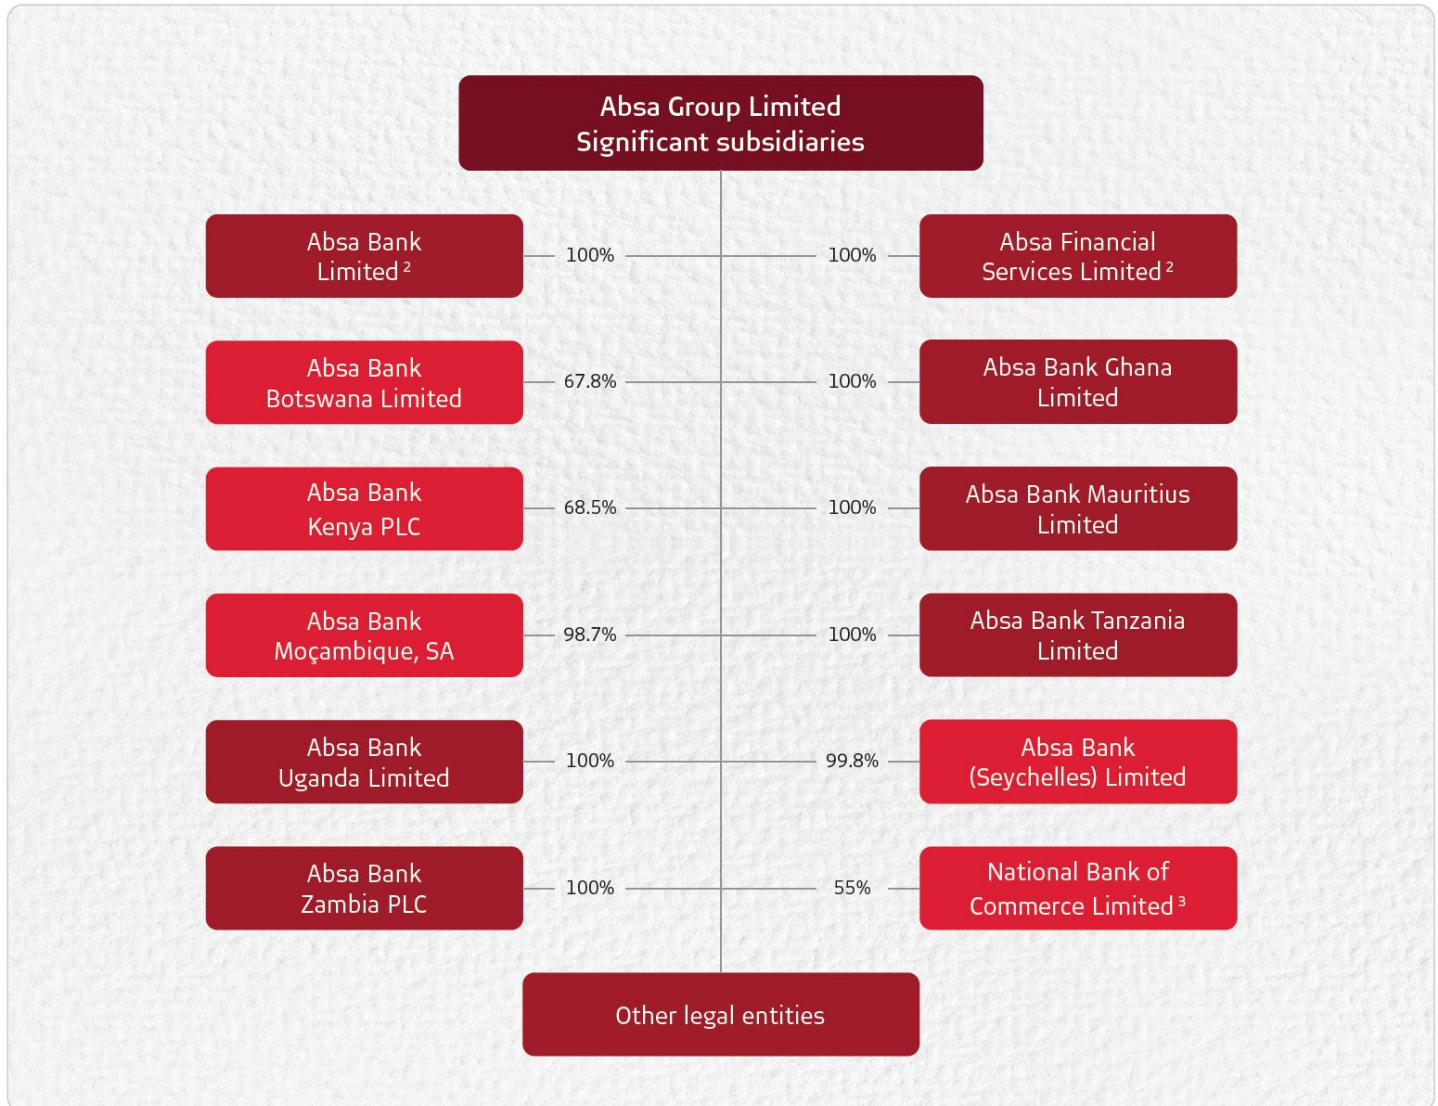 Absa Group Limited
Significant subsidiaries
Absa Bank
Limited ²
100%
100%
Absa Financial
Services Limited ²
Absa Bank
Botswana Limited
67.8%
100%
Absa Bank Ghana
Limited
Absa Bank
Kenya PLC
68.5%
100%
Absa Bank Mauritius
Limited
Absa Bank
Moçambique, SA
98.7%
100%
Absa Bank Tanzania
Limited
Absa Bank
Uganda Limited
100%
99.8%
Absa Bank
(Seychelles) Limited
Absa Bank
Zambia PLC
100%
55%
National Bank of
Commerce Limited ³
Other legal entities